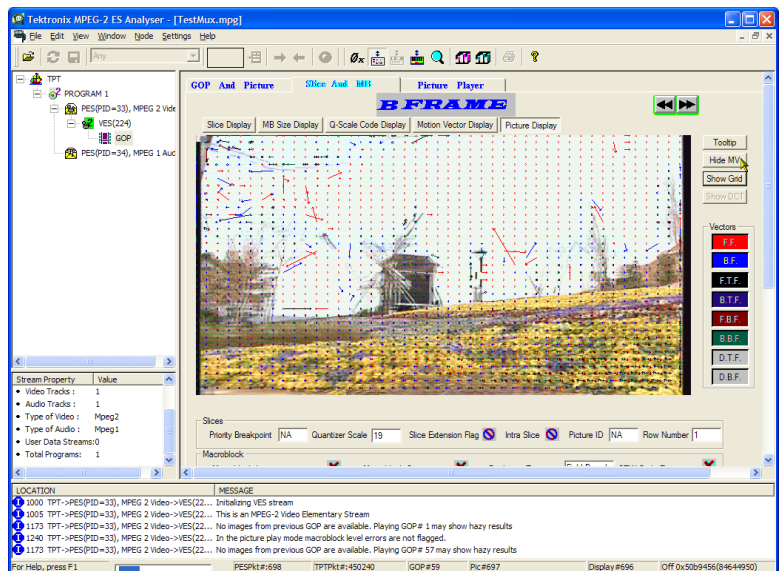 Tektronix MPEG-2 ES Analyser - [TestMux.mpg]
File Edit View Window Node Settings Help
Any
TPT
PROGRAM 1
PES(PID=33), MPEG 2 Vide
VES(224)
GOP
PES(PID=34), MPEG 1 Auc
GOP And Picture Slice And MB Picture Player
B FRAME
Slice Display MB Size Display Q-Scale Code Display Motion Vector Display Picture Display
Tooltip
Hide MV
Show Grid
Show DCT
Vectors
F.F.
B.F.
F.T.F.
B.T.F.
F.B.F.
B.B.F.
D.T.F.
D.B.F.
Stream Property Value
Video Tracks : 1
Audio Tracks : 1
Type of Video : Mpeg2
Type of Audio : Mpeg1
User Data Streams:0
Total Programs: 1
Slices
Priority Breakpoint NA Quantizer Scale 19 Slice Extension Flag Intra Slice Picture ID NA Row Number 1
Macroblock
LOCATION MESSAGE
1000 TPT->PES(PID=33), MPEG 2 Video->VES(22... Initializing VES stream
1005 TPT->PES(PID=33), MPEG 2 Video->VES(22... This is an MPEG-2 Video Elementary Stream
1173 TPT->PES(PID=33), MPEG 2 Video->VES(22... No images from previous GOP are available. Playing GOP# 1 may show hazy results
1240 TPT->PES(PID=33), MPEG 2 Video->VES(22... In the picture play mode macroblock level errors are not flagged.
1173 TPT->PES(PID=33), MPEG 2 Video->VES(22... No images from previous GOP are available. Playing GOP# 57 may show hazy results
For Help, press F1 PESPkt#:698 TPTPkt#:450240 GOP#59 Pic#697 Display#696 Off 0x50b9456(84644950)